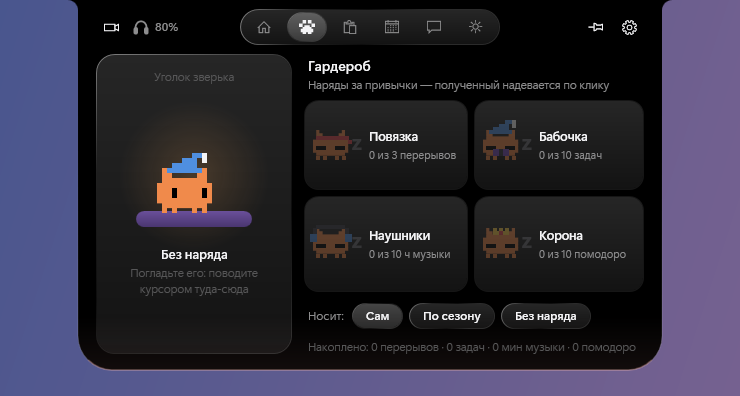 80%
Уголок зверька
Без наряда
Погладьте его: поводите
курсором туда-сюда
Гардероб
Наряды за привычки — полученный надевается по клику
Повязка
0 из 3 перерывов
Бабочка
0 из 10 задач
Наушники
0 из 10 ч музыки
Корона
0 из 10 помодоро
Носит: Сам По сезону Без наряда
Накоплено: 0 перерывов · 0 задач · 0 мин музыки · 0 помодоро